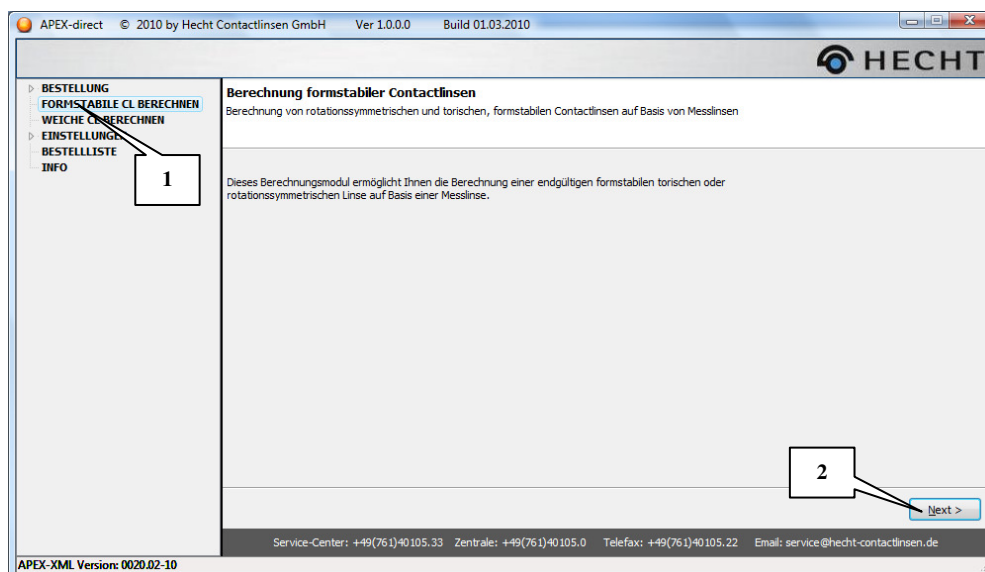 APEX-direct © 2010 by Hecht Contactlinsen GmbH Ver 1.0.0.0 Build 01.03.2010
HECHT
BESTELLUNG
FORMSTABILE CL BERECHNEN
WEICHE CL BERECHNEN
EINSTELLUNGEN
BESTELLLISTE
INFO
1
Berechnung formstabiler Contactlinsen
Berechnung von rotationssymmetrischen und torischen, formstabilen Contactlinsen auf Basis von Messlinsen
Dieses Berechnungsmodul ermöglicht Ihnen die Berechnung einer endgültigen formstabilen torischen oder
rotationssymmetrischen Linse auf Basis einer Messlinse.
2
Next >
Service-Center: +49(761)40105.33 Zentrale: +49(761)40105.0 Telefax: +49(761)40105.22 Email: service@hecht-contactlinsen.de
APEX-XML Version: 0020.02-10